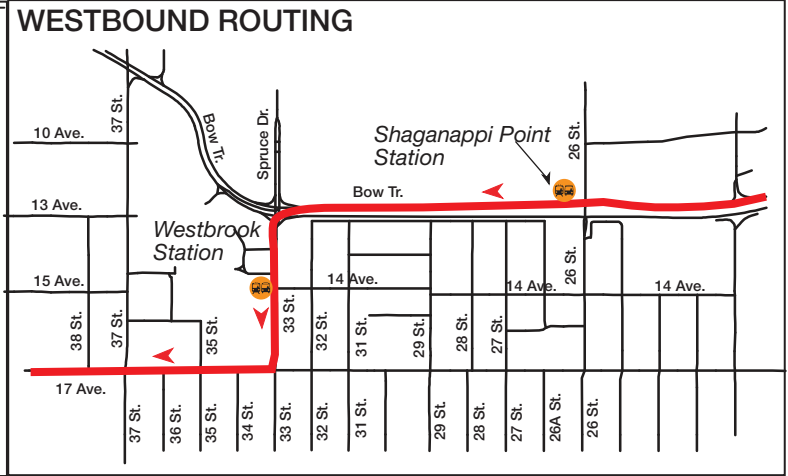 WESTBOUND ROUTING
37 St.
10 Ave.
Bow Tr.
Spruce Dr.
Shaganappi Point
Station
26 St.
Bow Tr.
13 Ave.
Westbrook
Station
15 Ave.
14 Ave.
26 St.
14 Ave.
14 Ave.
38 St.
37 St.
35 St.
33 St.
32 St.
31 St.
29 St.
28 St.
27 St.
17 Ave.
37 St.
36 St.
35 St.
34 St.
33 St.
32 St.
31 St.
29 St.
28 St.
27 St.
26A St.
26 St.